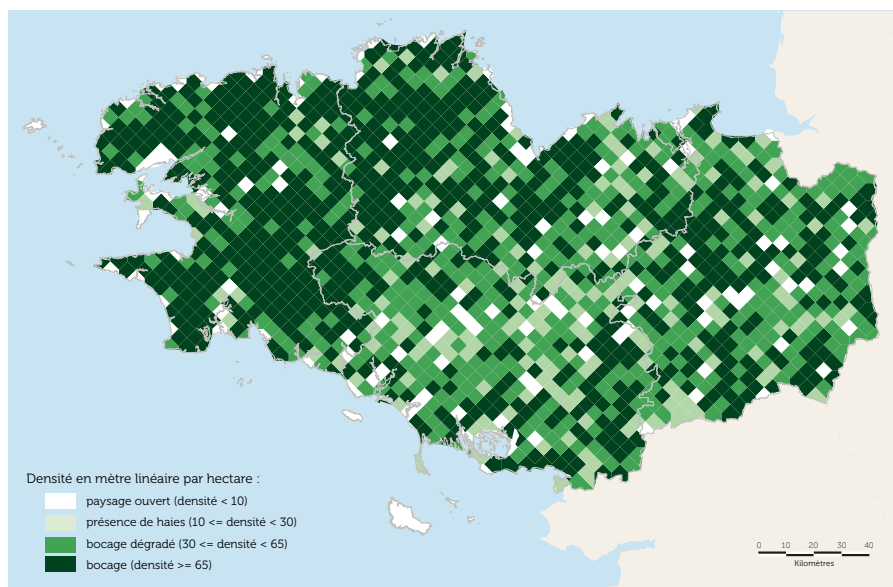 Densité en mètre linéaire par hectare :
paysage ouvert (densité < 10)
présence de haies (10 <= densité < 30)
bocage dégradé (30 <= densité < 65)
bocage (densité >= 65)
0 10 20 30 40
Kilomètres